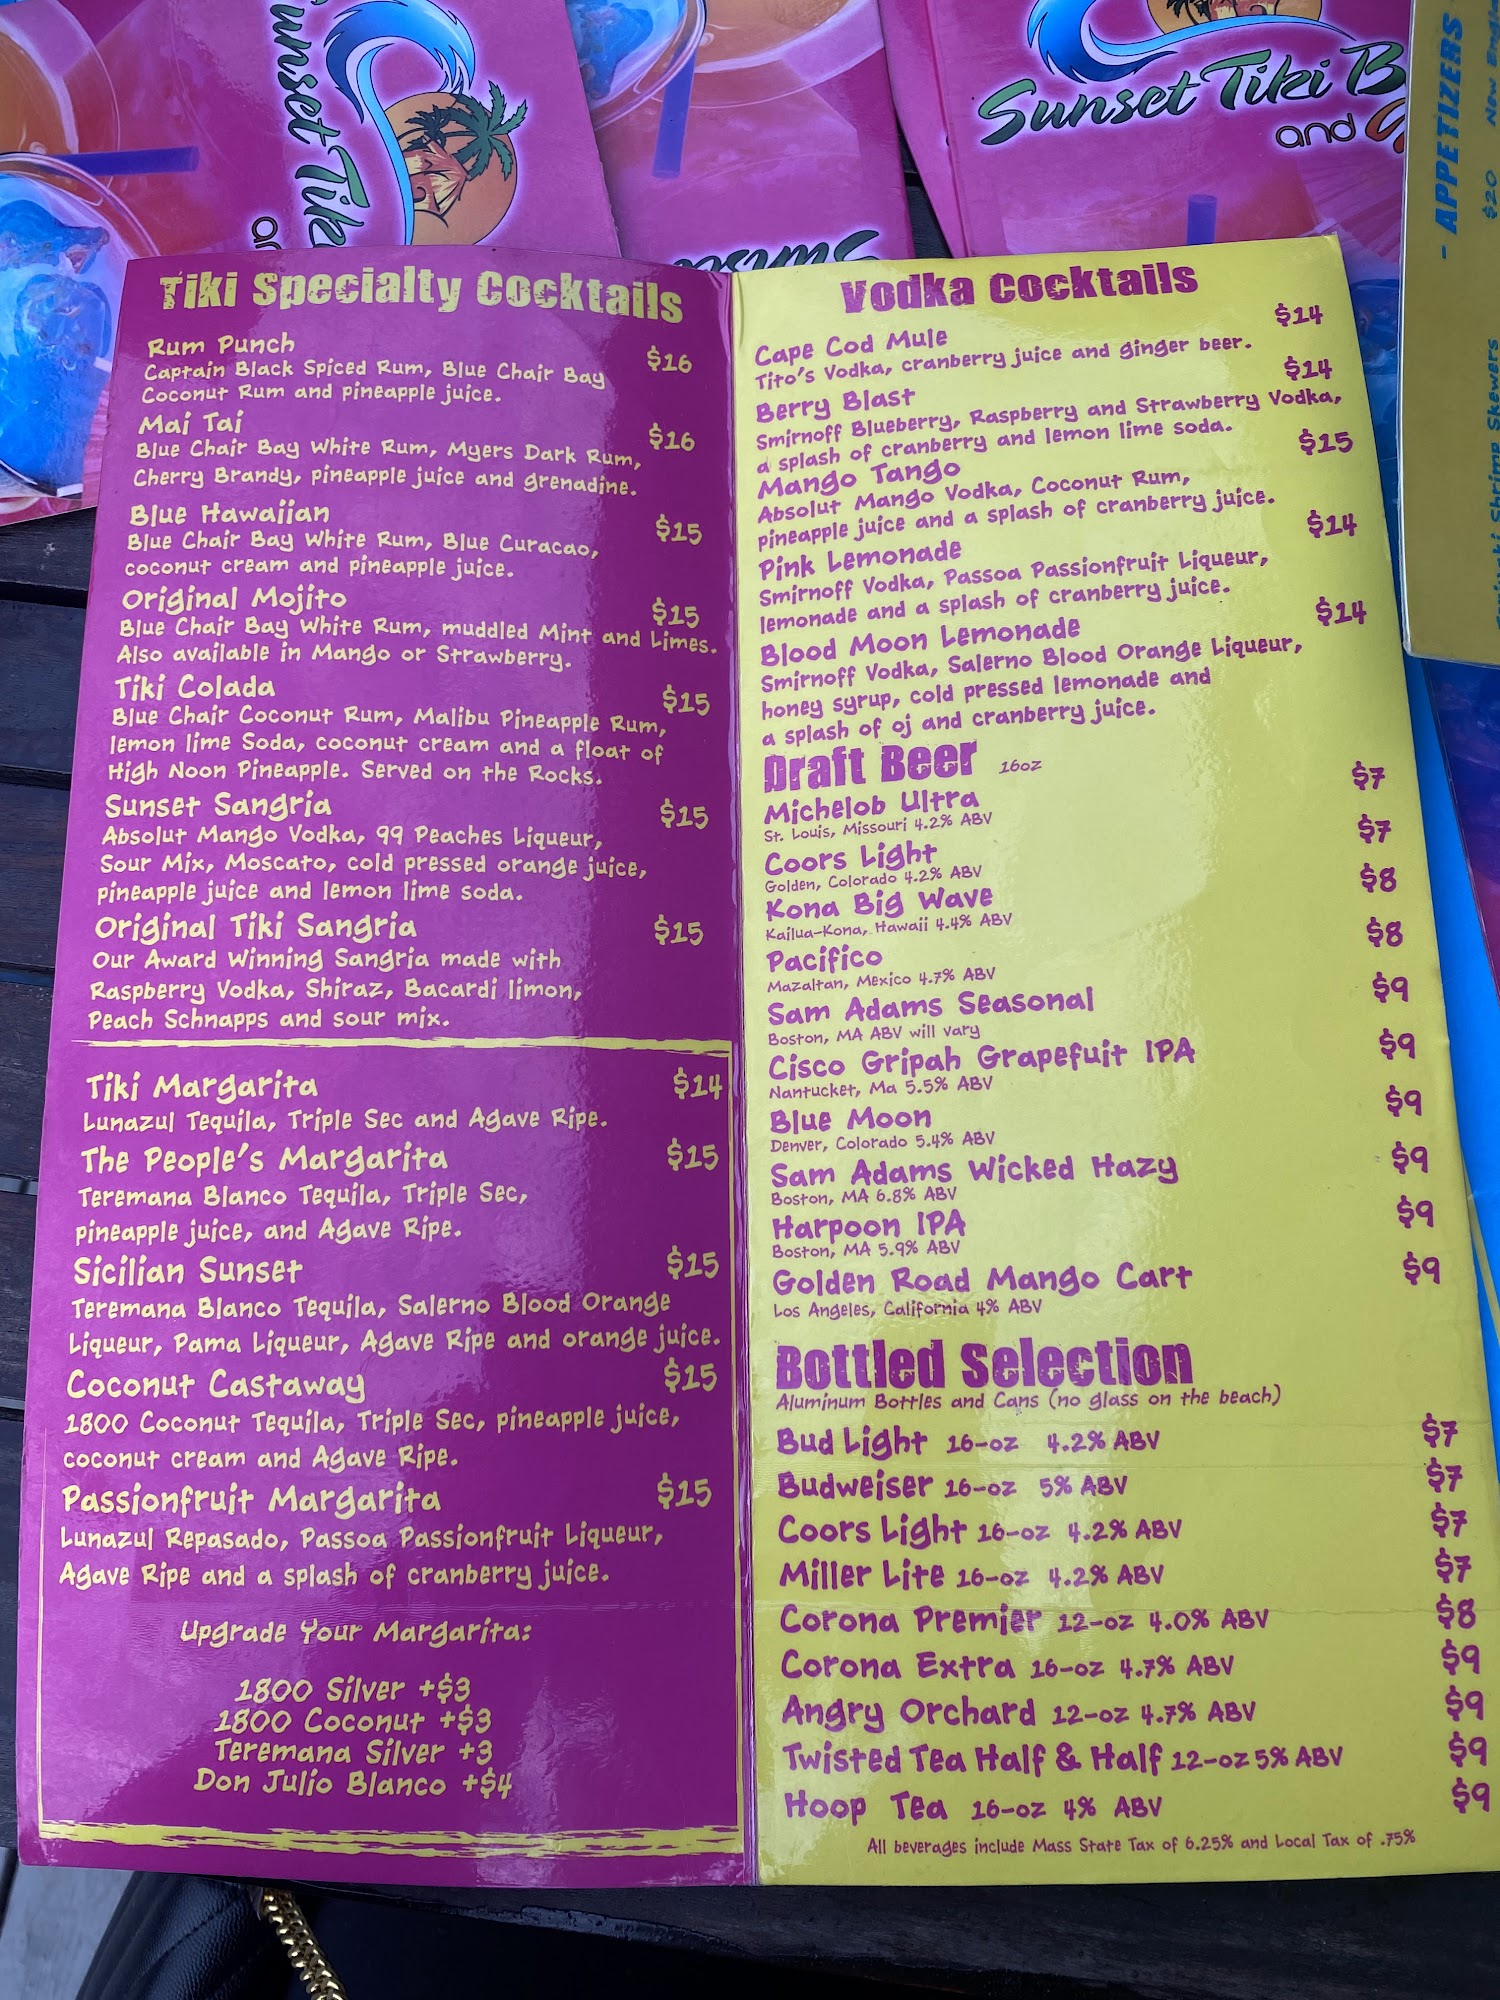 Sunset Tik
an
Sunset
Sunset Tiki B
and G
- APPETIZERS
$20 New Engla
Shrimp Skewers
Tiki Specialty Cocktails
Rum Punch $16
Captain Black Spiced Rum, Blue Chair Bay
Coconut Rum and pineapple juice.
Mai Tai $16
Blue Chair Bay White Rum, Myers Dark Rum,
Cherry Brandy, pineapple juice and grenadine.
Blue Hawaiian $15
Blue Chair Bay White Rum, Blue Curacao,
coconut cream and pineapple juice.
Original Mojito $15
Blue Chair Bay White Rum, muddled Mint and Limes.
Also available in Mango or Strawberry.
Tiki Colada $15
Blue Chair Coconut Rum, Malibu Pineapple Rum,
lemon lime Soda, coconut cream and a float of
High Noon Pineapple. Served on the Rocks.
Sunset Sangria $15
Absolut Mango Vodka, 99 Peaches Liqueur,
Sour Mix, Moscato, cold pressed orange juice,
pineapple juice and lemon lime soda.
Original Tiki Sangria $15
Our Award Winning Sangria made with
Raspberry Vodka, Shiraz, Bacardi limon,
Peach Schnapps and sour mix.
Tiki Margarita $14
Lunazul Tequila, Triple Sec and Agave Ripe.
The People's Margarita $15
Teremana Blanco Tequila, Triple Sec,
pineapple juice, and Agave Ripe.
Sicilian Sunset $15
Teremana Blanco Tequila, Salerno Blood Orange
Liqueur, Pama Liqueur, Agave Ripe and orange juice.
Coconut Castaway $15
1800 Coconut Tequila, Triple Sec, pineapple juice,
coconut cream and Agave Ripe.
Passionfruit Margarita $15
Lunazul Repasado, Passoa Passionfruit Liqueur,
Agave Ripe and a splash of cranberry juice.
Upgrade Your Margarita:
1800 Silver +$3
1800 Coconut +$3
Teremana Silver +3
Don Julio Blanco +$4
Vodka Cocktails
Cape Cod Mule $14
Tito's Vodka, cranberry juice and ginger beer.
Berry Blast $14
Smirnoff Blueberry, Raspberry and Strawberry Vodka,
a splash of cranberry and lemon lime soda.
Mango Tango $15
Absolut Mango Vodka, Coconut Rum,
pineapple juice and a splash of cranberry juice.
Pink Lemonade $14
Smirnoff Vodka, Passoa Passionfruit Liqueur,
lemonade and a splash of cranberry juice.
Blood Moon Lemonade $14
Smirnoff Vodka, Salerno Blood Orange Liqueur,
honey syrup, cold pressed lemonade and
a splash of oj and cranberry juice.
Draft Beer 16oz
Michelob Ultra $7
St. Louis, Missouri 4.2% ABV
Coors Light $7
Golden, Colorado 4.2% ABV
Kona Big Wave $8
Kailua-Kona, Hawaii 4.4% ABV
Pacifico $8
Mazaltan, Mexico 4.7% ABV
Sam Adams Seasonal $9
Boston, MA ABV will vary
Cisco Gripah Grapefuit IPA $9
Nantucket, Ma 5.5% ABV
Blue Moon $9
Denver, Colorado 5.4% ABV
Sam Adams Wicked Hazy $9
Boston, MA 6.8% ABV
Harpoon IPA $9
Boston, MA 5.9% ABV
Golden Road Mango Cart $9
Los Angeles, California 4% ABV
Bottled Selection
Aluminum Bottles and Cans (no glass on the beach)
Bud Light 16-oz 4.2% ABV $7
Budweiser 16-oz 5% ABV $7
Coors Light 16-oz 4.2% ABV $7
Miller Lite 16-oz 4.2% ABV $7
Corona Premier 12-oz 4.0% ABV $8
Corona Extra 16-oz 4.7% ABV $9
Angry Orchard 12-oz 4.7% ABV $9
Twisted Tea Half & Half 12-oz 5% ABV $9
Hoop Tea 16-oz 4% ABV $9
All beverages include Mass State Tax of 6.25% and Local Tax of .75%